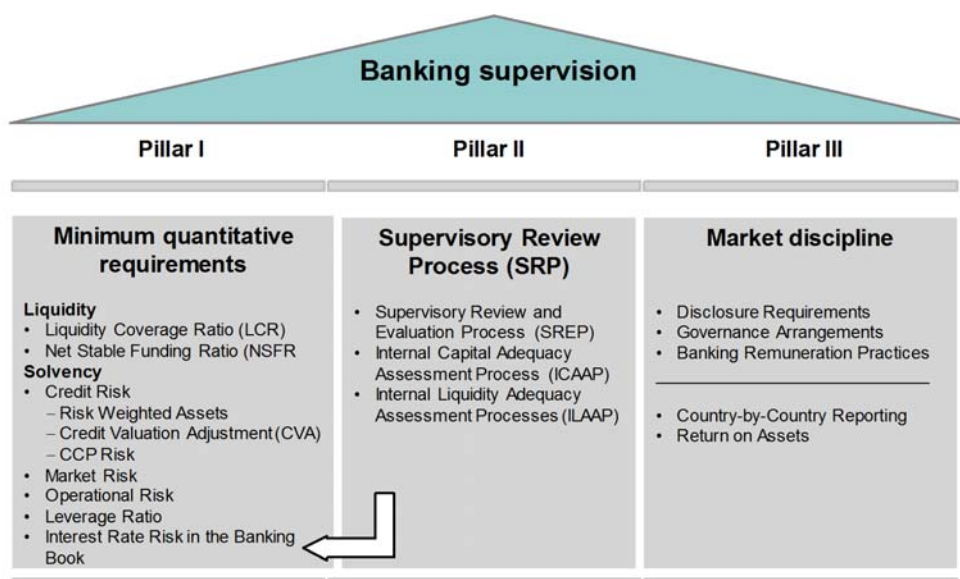 Banking supervision
Pillar I
Pillar II
Pillar III
Minimum quantitative
requirements
Liquidity
• Liquidity Coverage Ratio (LCR)
• Net Stable Funding Ratio (NSFR
Solvency
• Credit Risk
– Risk Weighted Assets
– Credit Valuation Adjustment (CVA)
– CCP Risk
• Market Risk
• Operational Risk
• Leverage Ratio
• Interest Rate Risk in the Banking
Book
Supervisory Review
Process (SRP)
• Supervisory Review and
Evaluation Process (SREP)
• Internal Capital Adequacy
Assessment Process (ICAAP)
• Internal Liquidity Adequacy
Assessment Processes (ILAAP)
Market discipline
• Disclosure Requirements
• Governance Arrangements
• Banking Remuneration Practices
• Country-by-Country Reporting
• Return on Assets